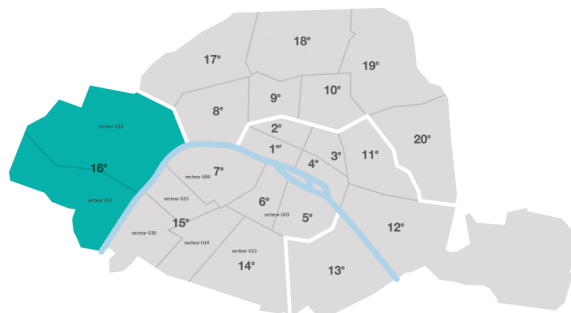 18ᵉ
17ᵉ
19ᵉ
10ᵉ
9ᵉ
8ᵉ
secteur G18
2ᵉ
20ᵉ
1ᵉʳ
3ᵉ
11ᵉ
4ᵉ
16ᵉ
7ᵉ
secteur G04
secteur G17
secteur G15
6ᵉ
secteur G03
5ᵉ
15ᵉ
12ᵉ
secteur G16
secteur G14
secteur G13
14ᵉ
13ᵉ